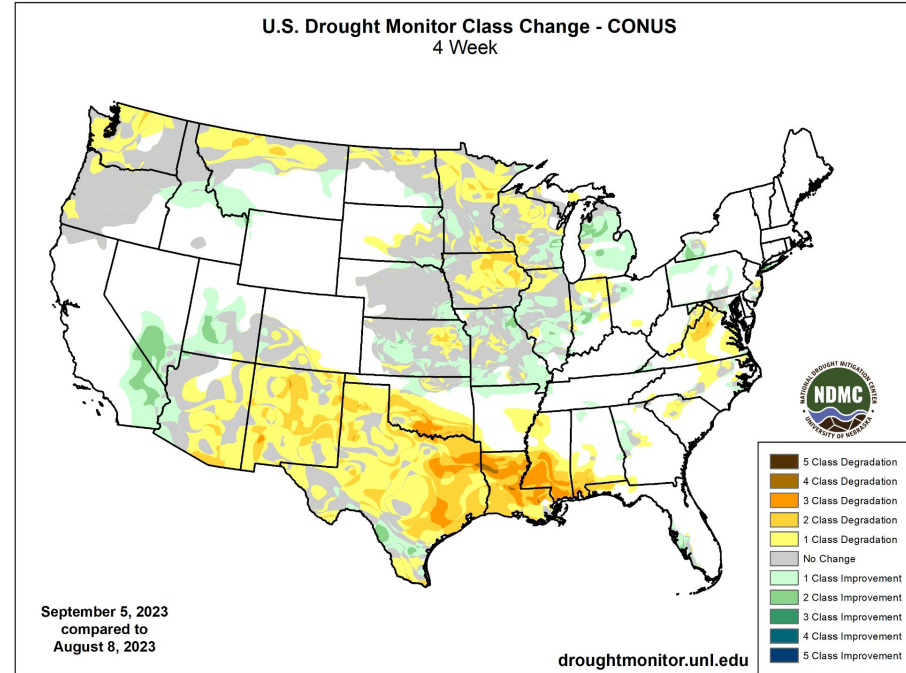 U.S. Drought Monitor Class Change - CONUS
4 Week
NATIONAL DROUGHT MITIGATION CENTER
NDMC
UNIVERSITY OF NEBRASKA
5 Class Degradation
4 Class Degradation
3 Class Degradation
2 Class Degradation
1 Class Degradation
No Change
1 Class Improvement
2 Class Improvement
3 Class Improvement
4 Class Improvement
5 Class Improvement
September 5, 2023
compared to
August 8, 2023
droughtmonitor.unl.edu